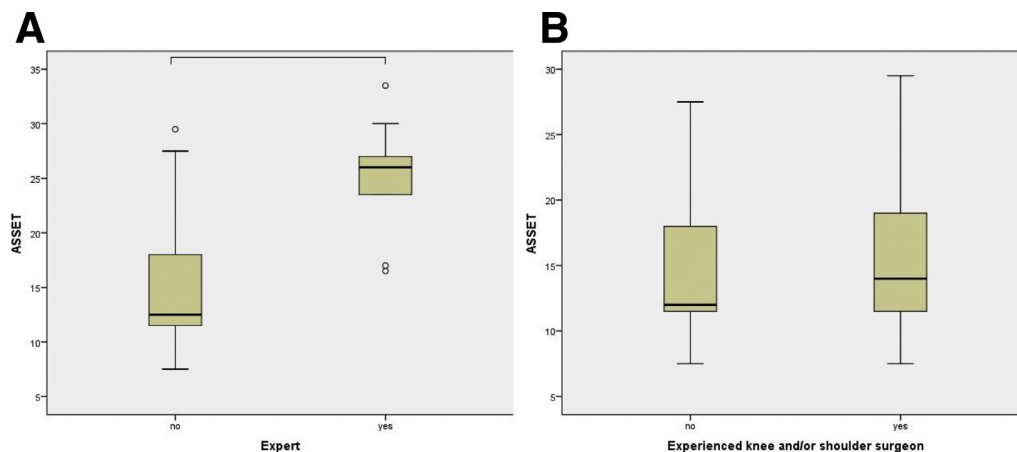 A
35
30
25
20
15
10
5
ASSET
no
yes
Expert
B
30
25
20
15
10
5
ASSET
no
yes
Experienced knee and/or shoulder surgeon